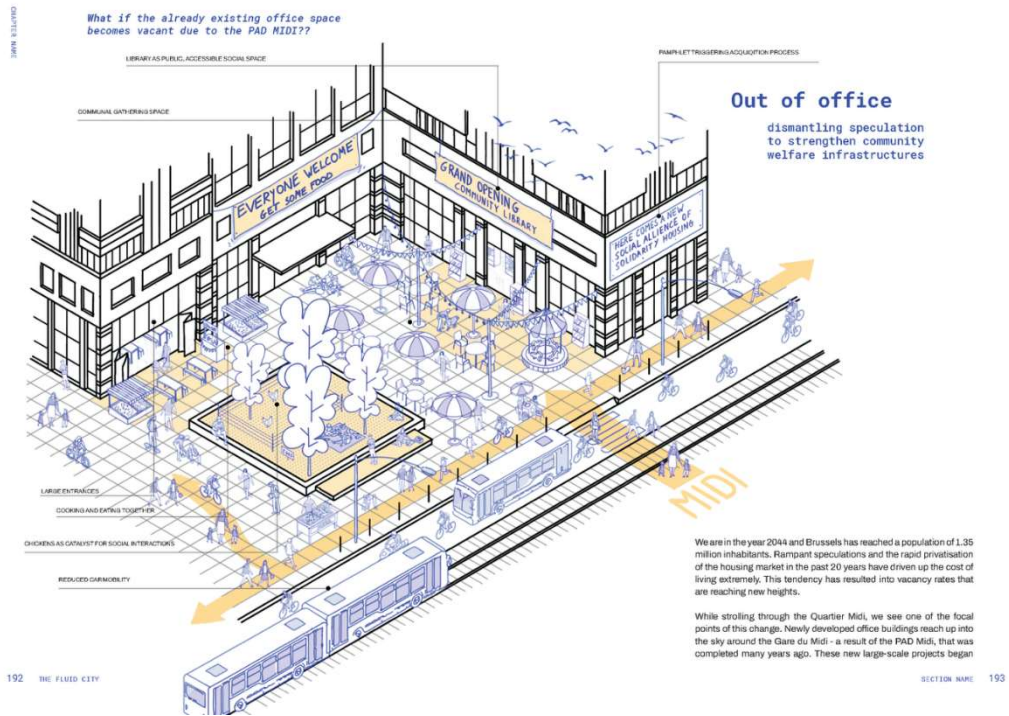 CHAPTER NAME
What if the already existing office space
becomes vacant due to the PAD MIDI??
LIBRARY AS PUBLIC, ACCESSIBLE SOCIAL SPACE
PAMPHLET TRIGGERING ACQUIQITION PROCESS
COMMUNAL GATHERING SPACE
Out of office
dismantling speculation
to strengthen community
welfare infrastructures
EVERYONE WELCOME
GET SOME FOOD
GRAND OPENING
COMMUNITY LIBRARY
HERE COMES A NEW
SOCIAL ALLIENCE OF
SOLIDARITY HOUSING
MIDI
LARGE ENTRANCES
COOKING AND EATING TOGETHER
CHICKENS AS CATALYST FOR SOCIAL INTERACTIONS
REDUCED CARMOBILITY
We are in the year 2044 and Brussels has reached a population of 1.35
million inhabitants. Rampant speculations and the rapid privatisation
of the housing market in the past 20 years have driven up the cost of
living extremely. This tendency has resulted into vacancy rates that
are reaching new heights.
While strolling through the Quartier Midi, we see one of the focal
points of this change. Newly developed office buildings reach up into
the sky around the Gare du Midi - a result of the PAD Midi, that was
completed many years ago. These new large-scale projects began
192 THE FLUID CITY
SECTION NAME 193